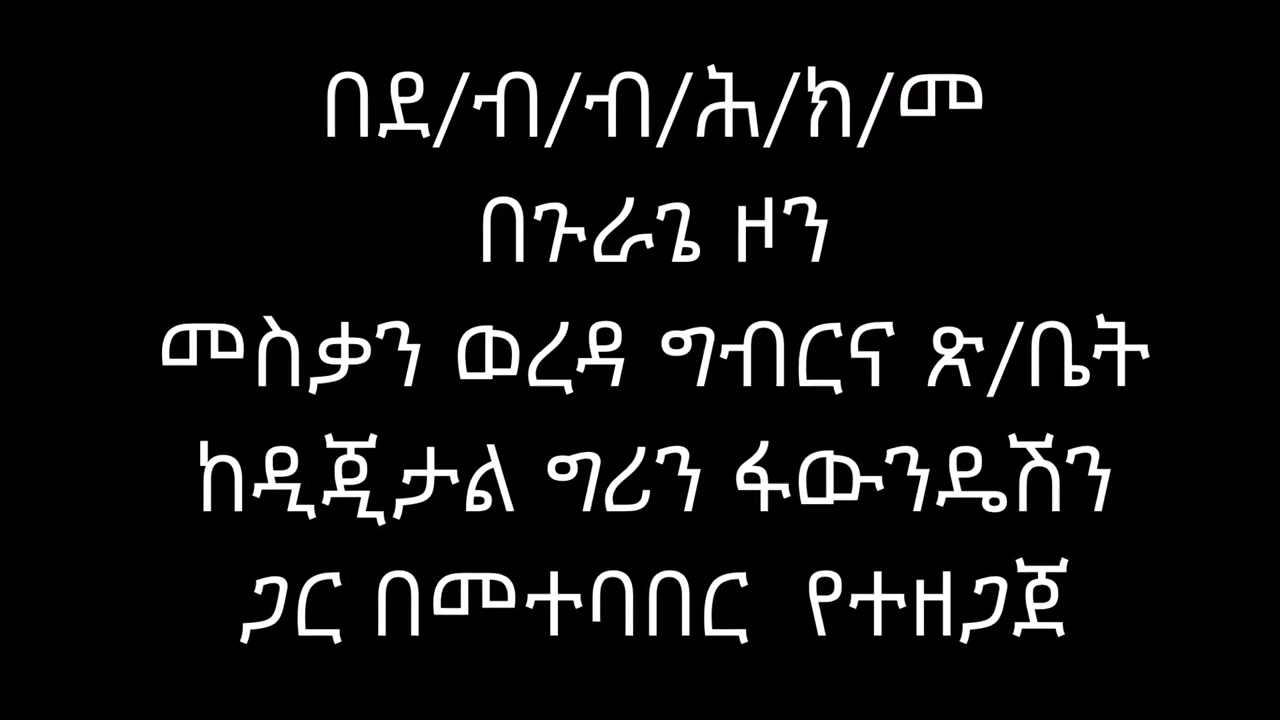 በደ/ብ/ብ/ሕ/ክ/መ
በጉራጌ ዞን
መስቃን ወረዳ ግብርና ጽ/ቤት
ከዲጂታል ግሪን ፋውንዴሽን
ጋር በመተባበር የተዘጋጀ